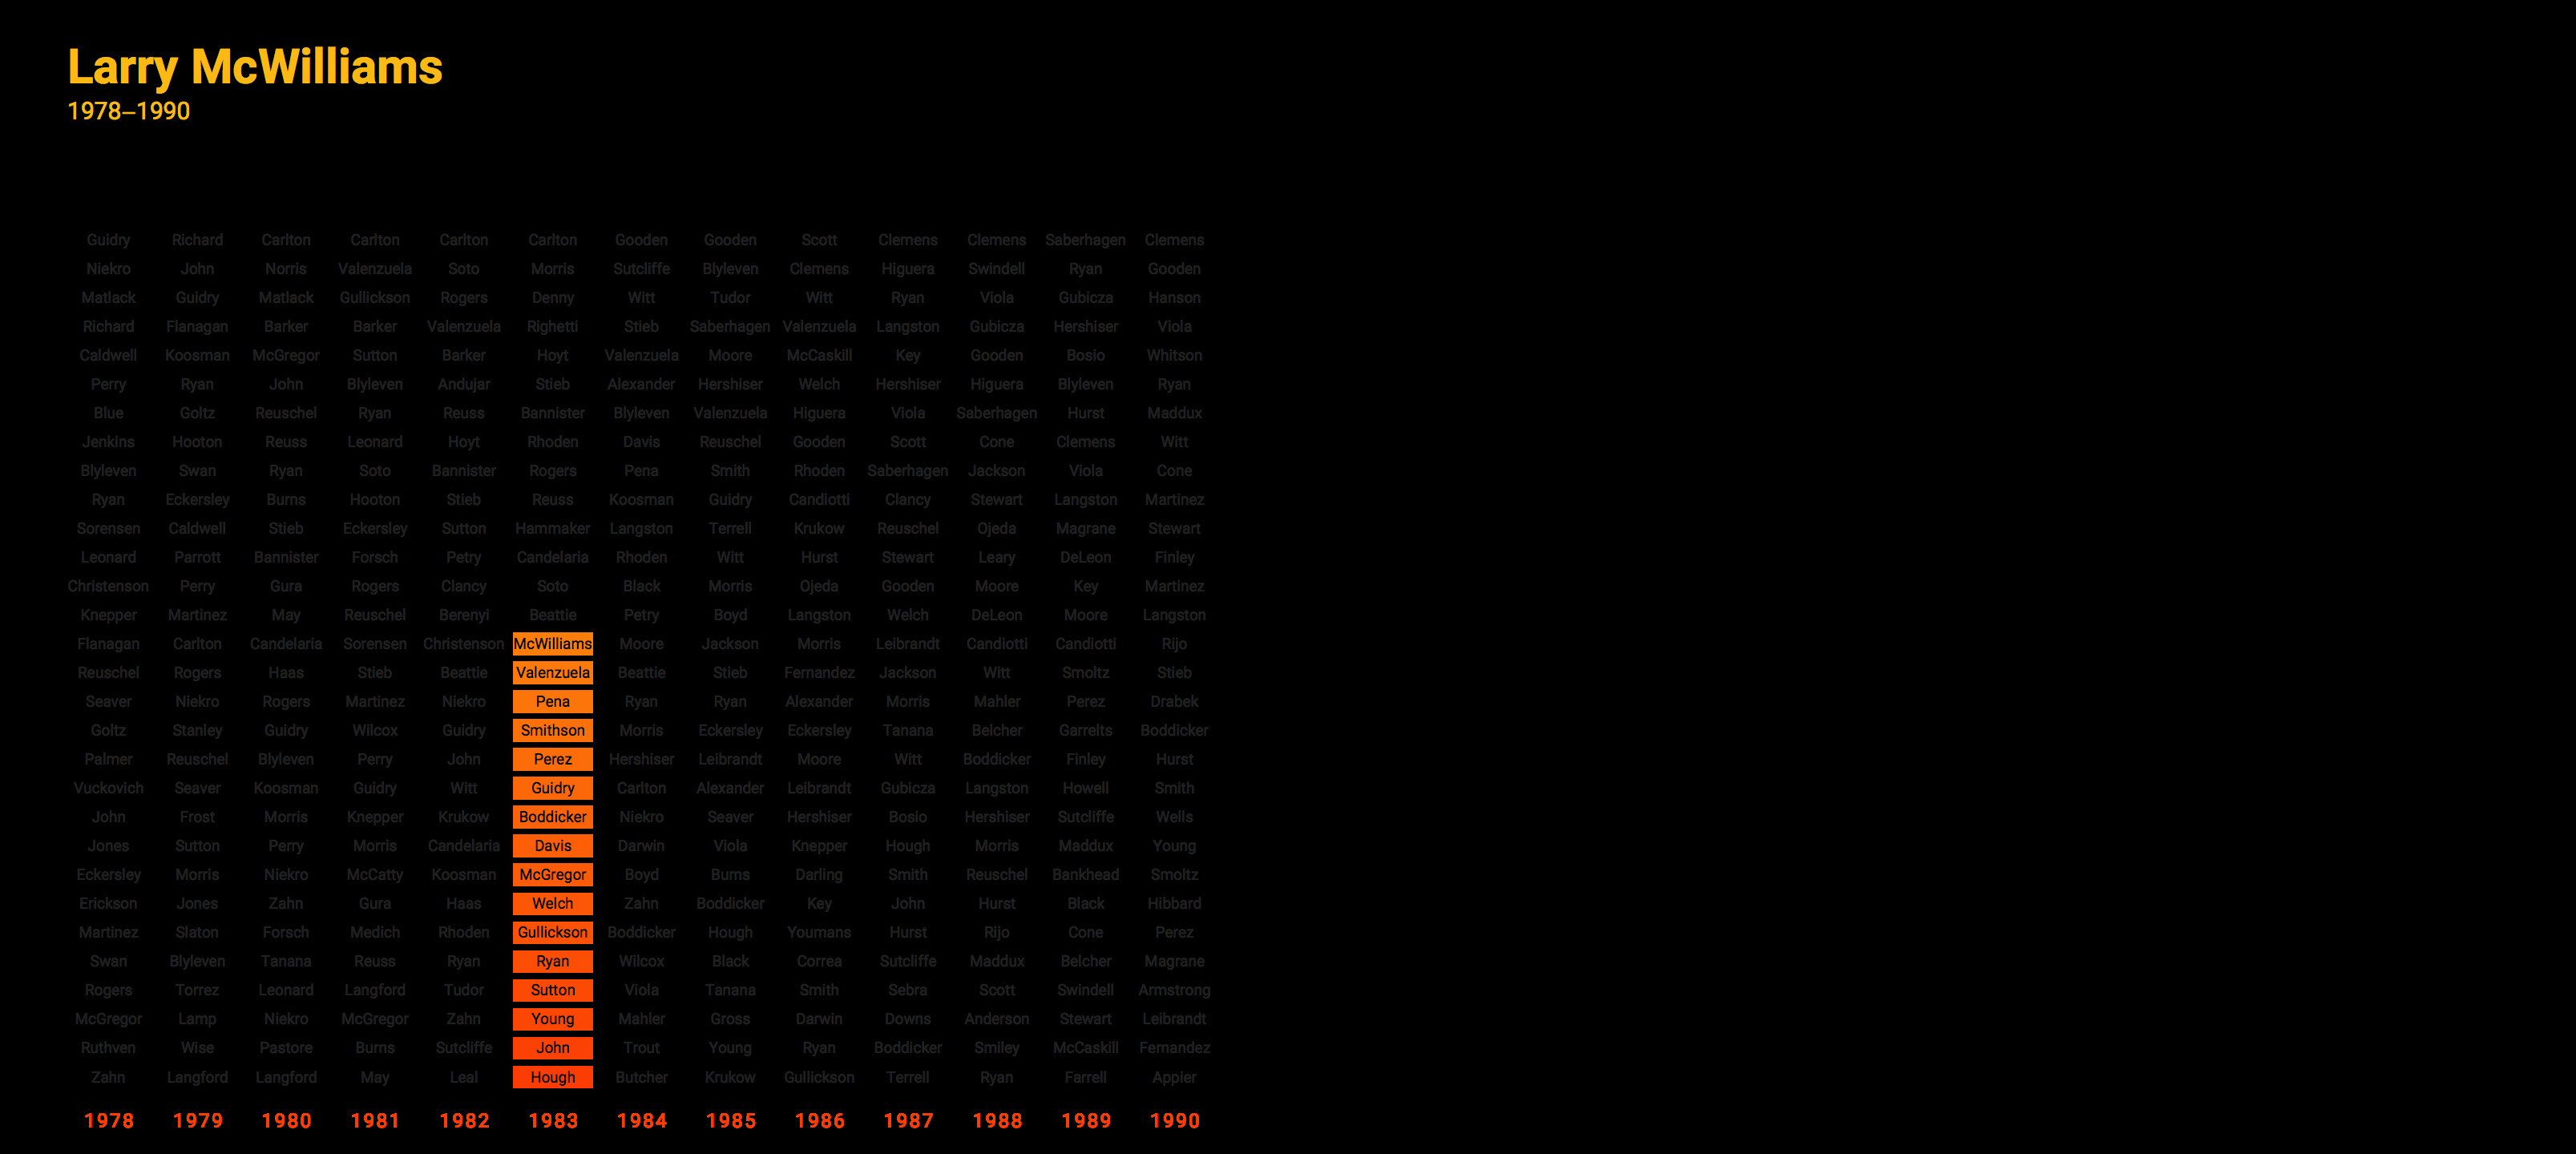 Larry McWilliams
1978–1990
Guidry Richard Carlton Carlton Carlton Carlton Gooden Gooden Scott Clemens Clemens Saberhagen Clemens
Niekro John Norris Valenzuela Soto Morris Sutcliffe Blyleven Clemens Higuera Swindell Ryan Gooden
Matlack Guidry Matlack Gullickson Rogers Denny Witt Tudor Witt Ryan Viola Gubicza Hanson
Richard Flanagan Barker Barker Valenzuela Righetti Stieb Saberhagen Valenzuela Langston Gubicza Hershiser Viola
Caldwell Koosman McGregor Sutton Barker Hoyt Valenzuela Moore McCaskill Key Gooden Bosio Whitson
Perry Ryan John Blyleven Andujar Stieb Alexander Hershiser Welch Hershiser Higuera Blyleven Ryan
Blue Goltz Reuschel Ryan Reuss Bannister Blyleven Valenzuela Higuera Viola Saberhagen Hurst Maddux
Jenkins Hooton Reuss Leonard Hoyt Rhoden Davis Reuschel Gooden Scott Cone Clemens Witt
Blyleven Swan Ryan Soto Bannister Rogers Pena Smith Rhoden Saberhagen Jackson Viola Cone
Ryan Eckersley Burns Hooton Stieb Reuss Koosman Guidry Candiotti Clancy Stewart Langston Martinez
Sorensen Caldwell Stieb Eckersley Sutton Hammaker Langston Terrell Krukow Reuschel Ojeda Magrane Stewart
Leonard Parrott Bannister Forsch Petry Candelaria Rhoden Witt Hurst Stewart Leary DeLeon Finley
Christenson Perry Gura Rogers Clancy Soto Black Morris Ojeda Gooden Moore Key Martinez
Knepper Martinez May Reuschel Berenyi Beattie Petry Boyd Langston Welch DeLeon Moore Langston
Flanagan Carlton Candelaria Sorensen Christenson McWilliams Moore Jackson Morris Leibrandt Candiotti Candiotti Rijo
Reuschel Rogers Haas Stieb Beattie Valenzuela Beattie Stieb Fernandez Jackson Witt Smoltz Stieb
Seaver Niekro Rogers Martinez Niekro Pena Ryan Ryan Alexander Morris Mahler Perez Drabek
Goltz Stanley Guidry Wilcox Guidry Smithson Morris Eckersley Eckersley Tanana Belcher Garrelts Boddicker
Palmer Reuschel Blyleven Perry John Perez Hershiser Leibrandt Moore Witt Boddicker Finley Hurst
Vuckovich Seaver Koosman Guidry Witt Guidry Carlton Alexander Leibrandt Gubicza Langston Howell Smith
John Frost Morris Knepper Krukow Boddicker Niekro Seaver Hershiser Bosio Hershiser Sutcliffe Wells
Jones Sutton Perry Morris Candelaria Davis Darwin Viola Knepper Hough Morris Maddux Young
Eckersley Morris Niekro McCatty Koosman McGregor Boyd Burns Darling Smith Reuschel Bankhead Smoltz
Erickson Jones Zahn Gura Haas Welch Zahn Boddicker Key John Hurst Black Hibbard
Martinez Slaton Forsch Medich Rhoden Gullickson Boddicker Hough Youmans Hurst Rijo Cone Perez
Swan Blyleven Tanana Reuss Ryan Ryan Wilcox Black Correa Sutcliffe Maddux Belcher Magrane
Rogers Torrez Leonard Langford Tudor Sutton Viola Tanana Smith Sebra Scott Swindell Armstrong
McGregor Lamp Niekro McGregor Zahn Young Mahler Gross Darwin Downs Anderson Stewart Leibrandt
Ruthven Wise Pastore Burns Sutcliffe John Trout Young Ryan Boddicker Smiley McCaskill Fernandez
Zahn Langford Langford May Leal Hough Butcher Krukow Gullickson Terrell Ryan Farrell Appier
1978 1979 1980 1981 1982 1983 1984 1985 1986 1987 1988 1989 1990